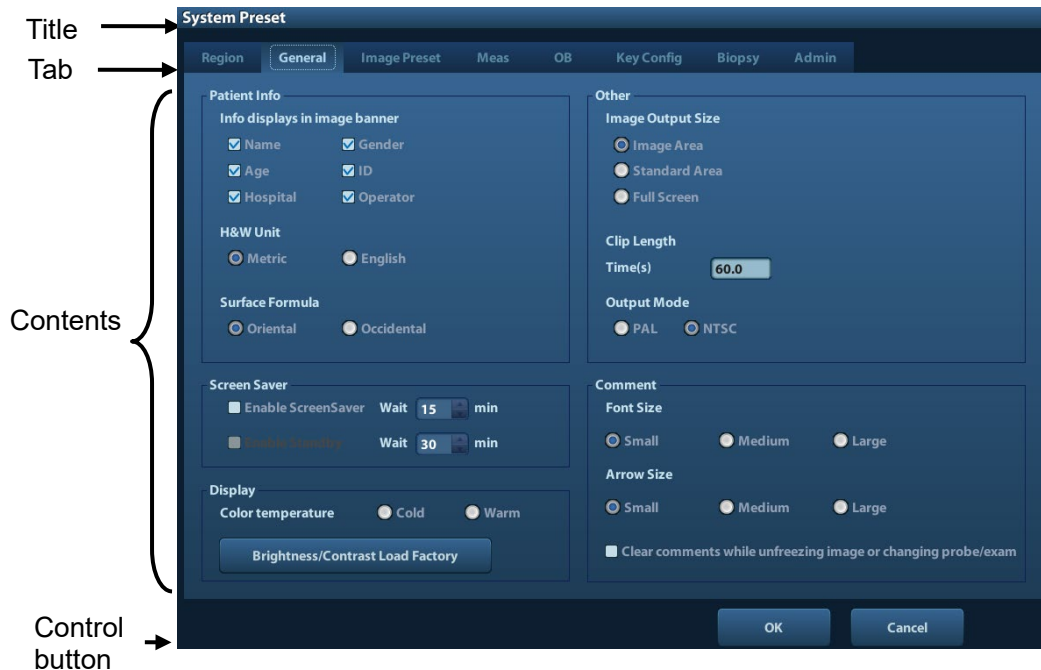 Title
System Preset
Tab
Region General Image Preset Meas OB Key Config Biopsy Admin
Contents
Patient Info
Info displays in image banner
Name Gender
Age ID
Hospital Operator
H&W Unit
Metric English
Surface Formula
Oriental Occidental
Screen Saver
Enable ScreenSaver Wait 15 min
Enable Standby Wait 30 min
Display
Color temperature Cold Warm
Brightness/Contrast Load Factory
Other
Image Output Size
Image Area
Standard Area
Full Screen
Clip Length
Time(s) 60.0
Output Mode
PAL NTSC
Comment
Font Size
Small Medium Large
Arrow Size
Small Medium Large
Clear comments while unfreezing image or changing probe/exam
Control
button
OK Cancel